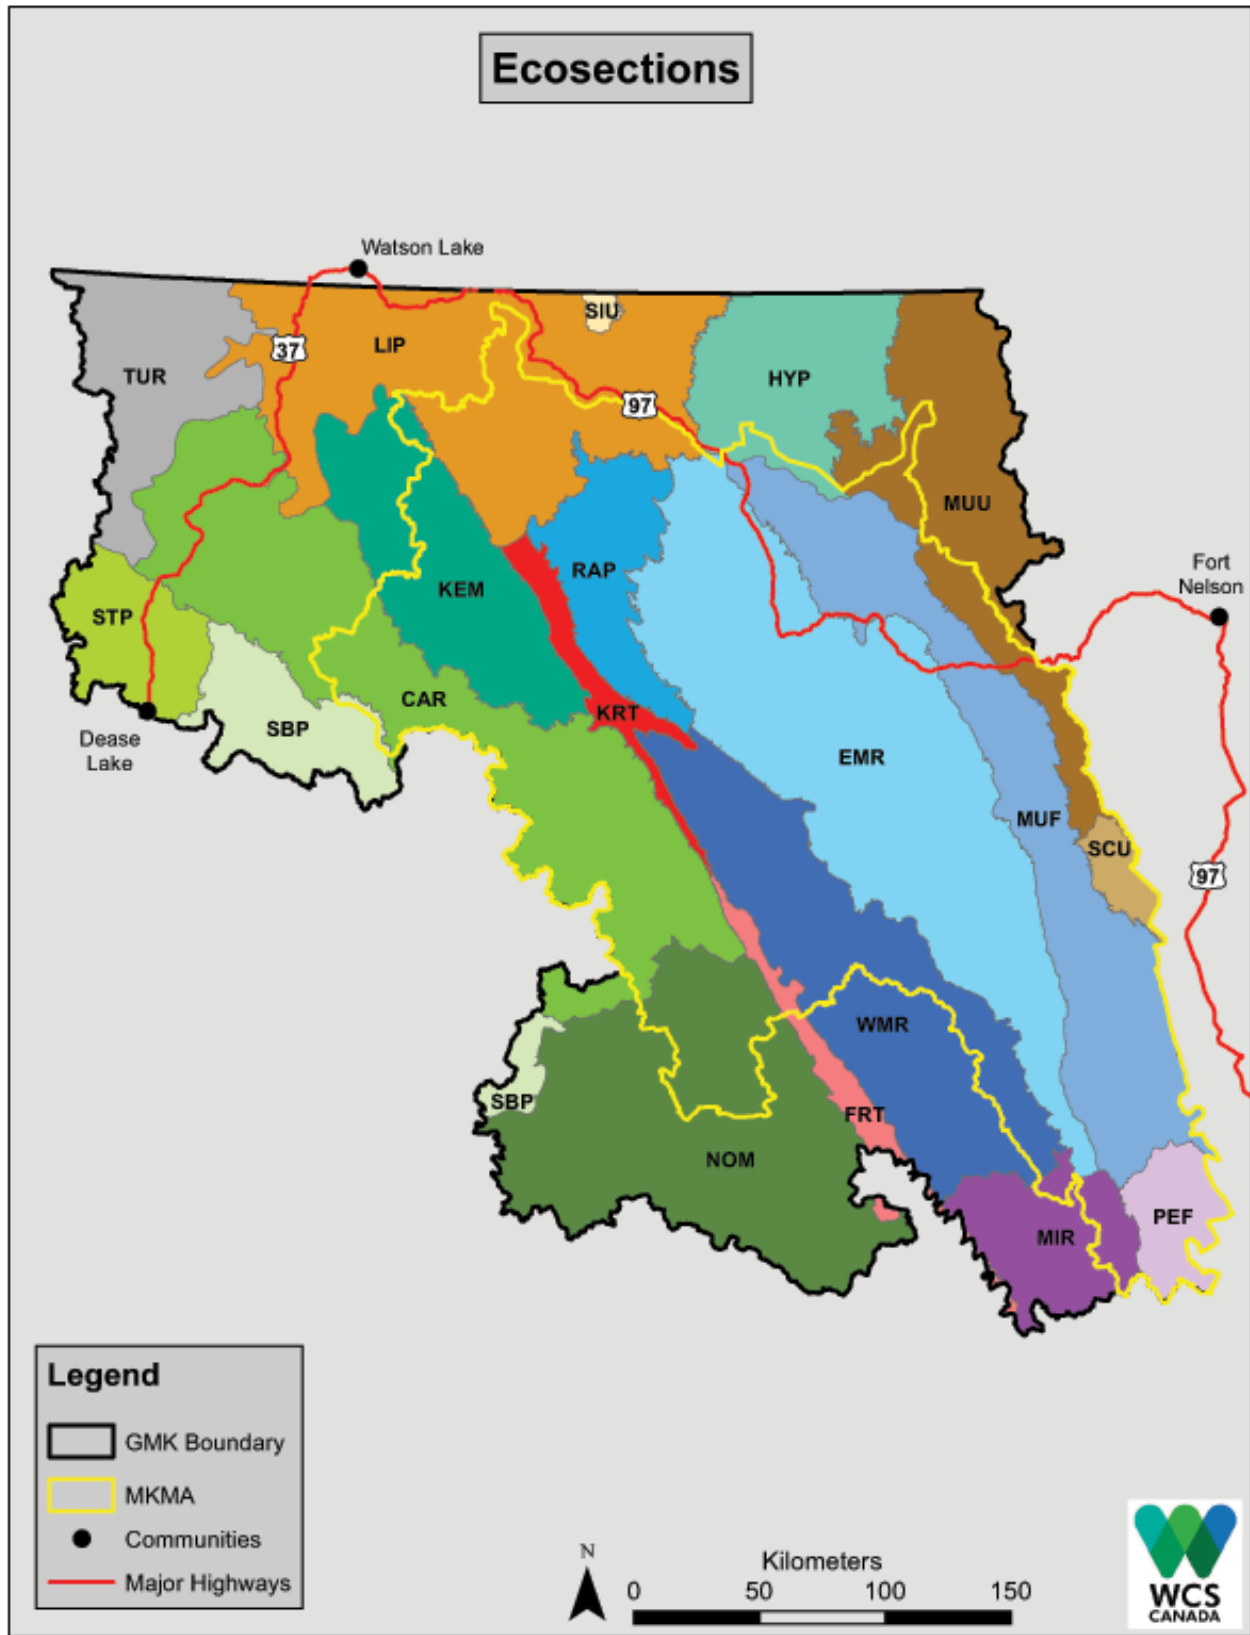 Ecosections
Watson Lake
SIU
37
LIP
TUR
HYP
97
MUU
Fort
Nelson
RAP
KEM
STP
CAR
KRT
SBP
Dease
Lake
EMR
MUF
SCU
97
WMR
SBP
FRT
NOM
PEF
MIR
Legend
GMK Boundary
MKMA
Communities
Major Highways
N
Kilometers
0 50 100 150
WCS
CANADA